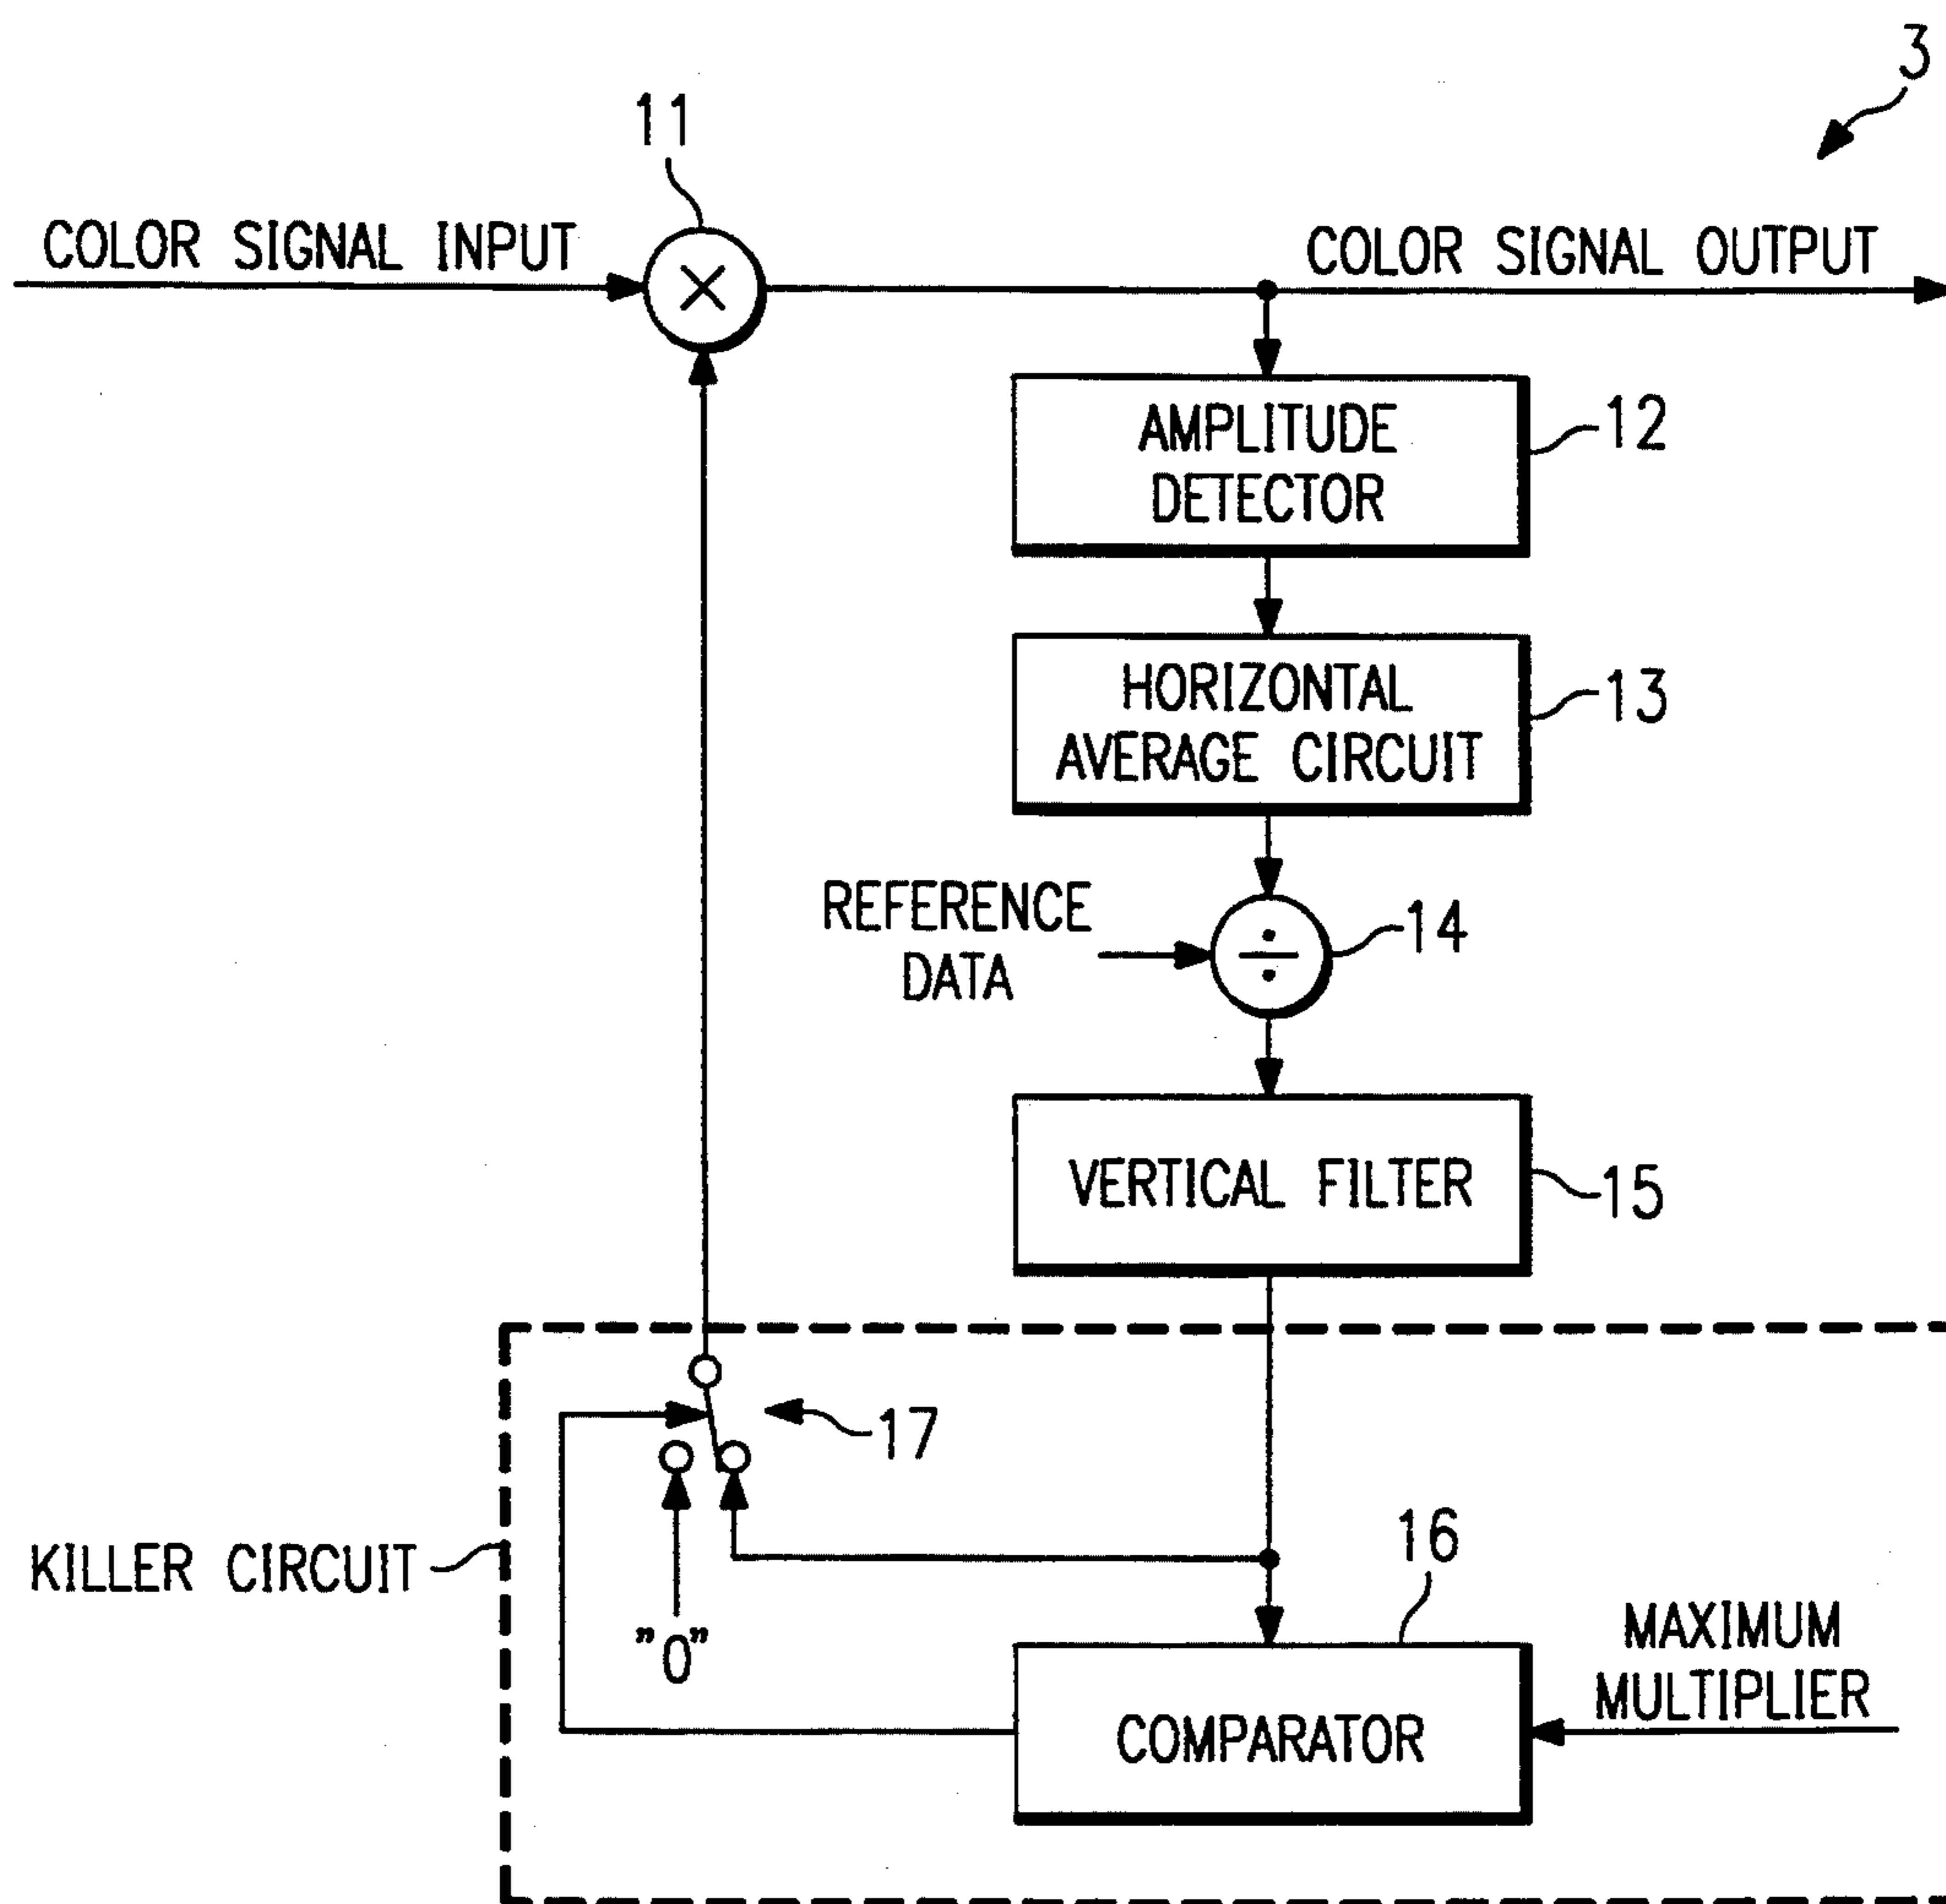 3
11
COLOR SIGNAL INPUT
COLOR SIGNAL OUTPUT
×
AMPLITUDE
DETECTOR
12
HORIZONTAL
AVERAGE CIRCUIT
13
REFERENCE
DATA
÷
14
VERTICAL FILTER
15
17
KILLER CIRCUIT
"0"
16
COMPARATOR
MAXIMUM
MULTIPLIER